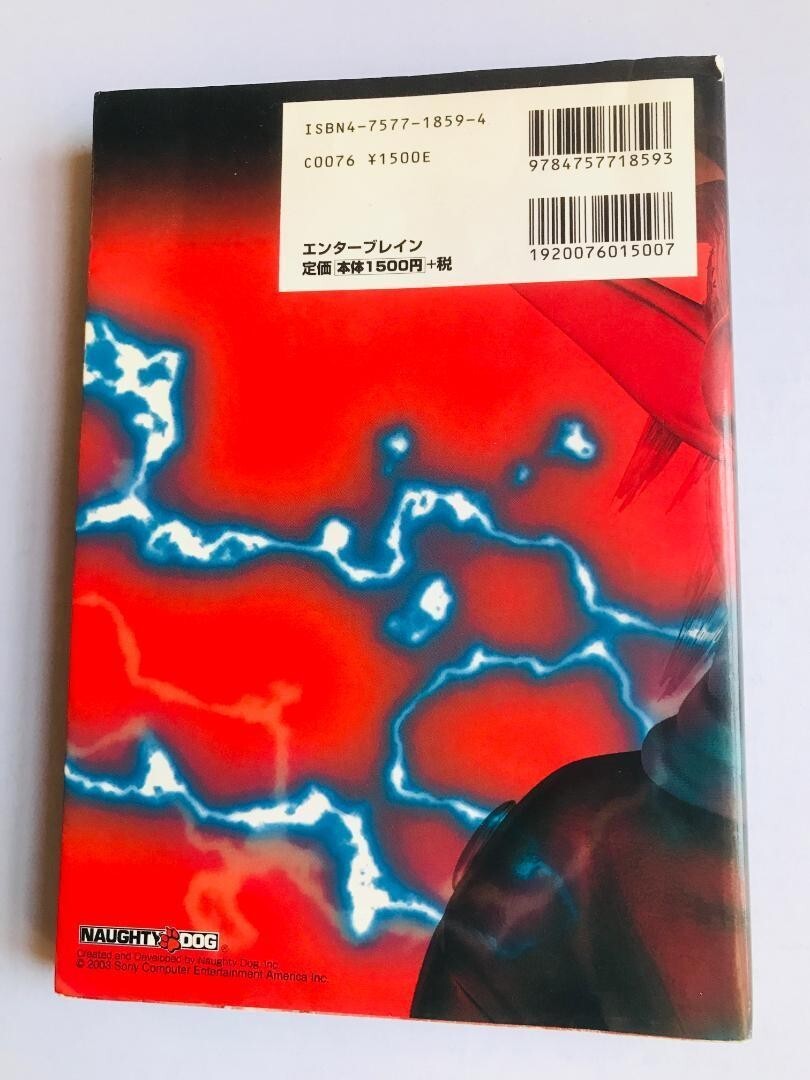 ISBN4-7577-1859-4
C0076 ¥1500E
9784757718593
1920076015007
エンターブレイン
定価 本体1500円 +税
NAUGHTY DOG ®
Created and Developed by Naughty Dog, Inc.
© 2003 Sony Computer Entertainment America Inc.